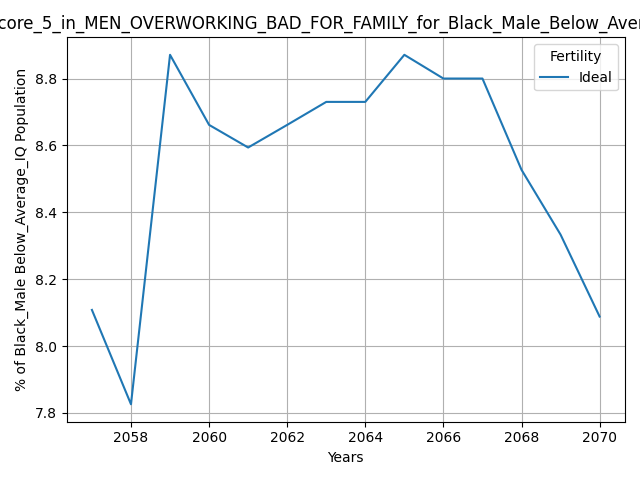 core_5_in_MEN_OVERWORKING_BAD_FOR_FAMILY_for_Black_Male_Below_Aver
Fertility
Ideal
% of Black_Male Below_Average_IQ Population
8.8
8.6
8.4
8.2
8.0
7.8
2058 2060 2062 2064 2066 2068 2070
Years